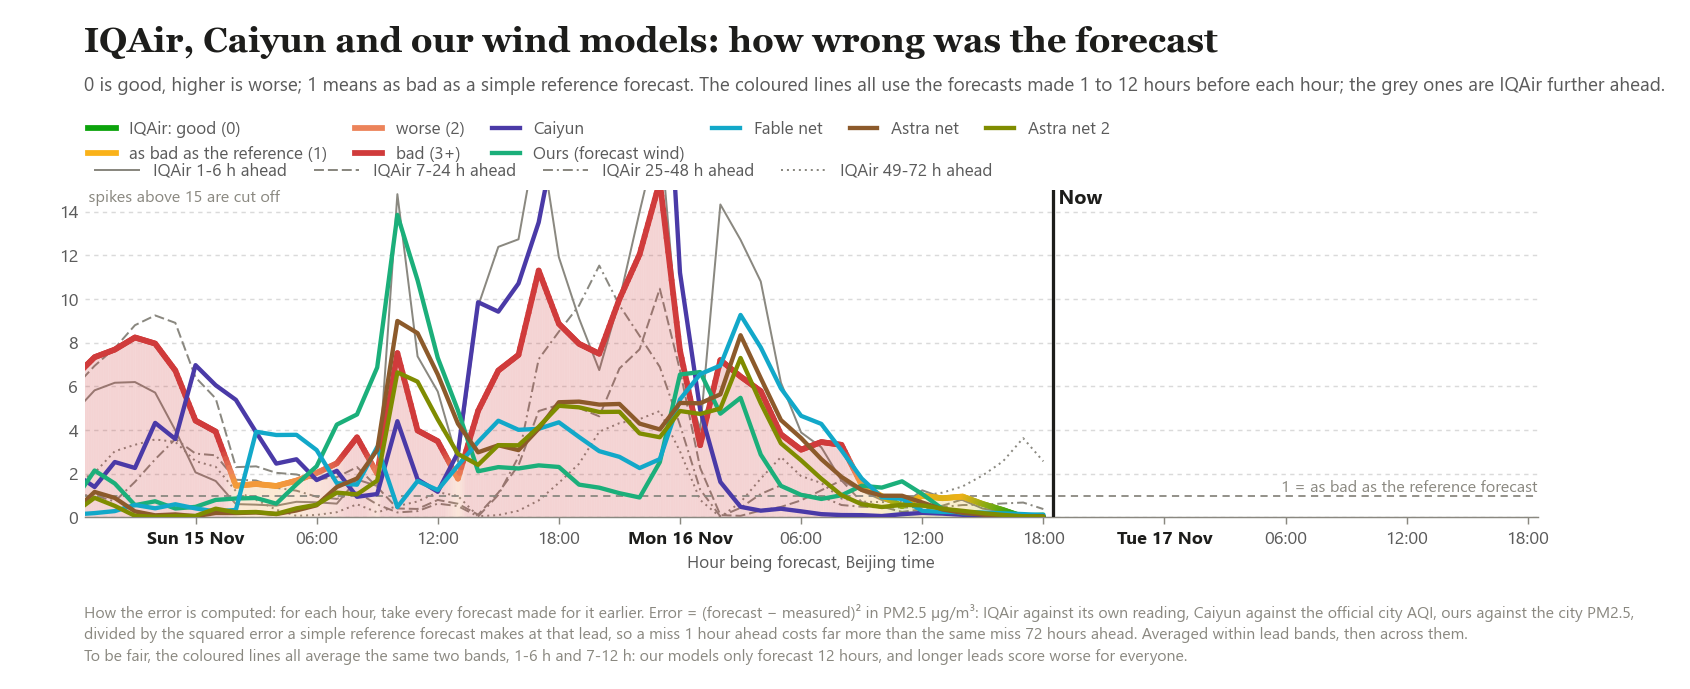 IQAir, Caiyun and our wind models: how wrong was the forecast
0 is good, higher is worse; 1 means as bad as a simple reference forecast. The coloured lines all use the forecasts made 1 to 12 hours before each hour; the grey ones are IQAir further ahead.
IQAir: good (0) worse (2) Caiyun Fable net Astra net Astra net 2
as bad as the reference (1) bad (3+) Ours (forecast wind)
IQAir 1-6 h ahead IQAir 7-24 h ahead IQAir 25-48 h ahead IQAir 49-72 h ahead
spikes above 15 are cut off
Now
14
12
10
8
6
4
2
1 = as bad as the reference forecast
0
Sun 15 Nov 06:00 12:00 18:00 Mon 16 Nov 06:00 12:00 18:00 Tue 17 Nov 06:00 12:00 18:00
Hour being forecast, Beijing time
How the error is computed: for each hour, take every forecast made for it earlier. Error = (forecast − measured)² in PM2.5 µg/m³: IQAir against its own reading, Caiyun against the official city AQI, ours against the city PM2.5,
divided by the squared error a simple reference forecast makes at that lead, so a miss 1 hour ahead costs far more than the same miss 72 hours ahead. Averaged within lead bands, then across them.
To be fair, the coloured lines all average the same two bands, 1-6 h and 7-12 h: our models only forecast 12 hours, and longer leads score worse for everyone.